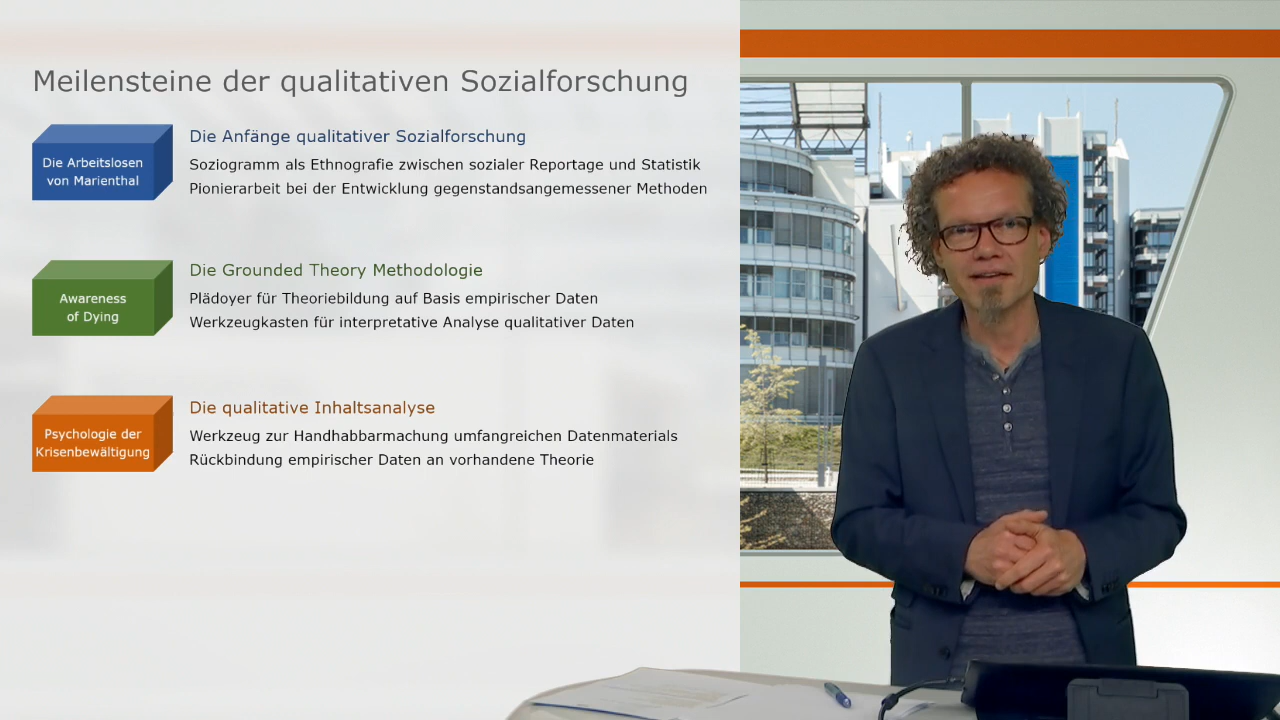 Meilensteine der qualitativen Sozialforschung
Die Arbeitslosen
von Marienthal
Die Anfänge qualitativer Sozialforschung
Soziogramm als Ethnografie zwischen sozialer Reportage und Statistik
Pionierarbeit bei der Entwicklung gegenstandsangemessener Methoden
Awareness
of Dying
Die Grounded Theory Methodologie
Plädoyer für Theoriebildung auf Basis empirischer Daten
Werkzeugkasten für interpretative Analyse qualitativer Daten
Psychologie der
Krisenbewältigung
Die qualitative Inhaltsanalyse
Werkzeug zur Handhabbarmachung umfangreichen Datenmaterials
Rückbindung empirischer Daten an vorhandene Theorie